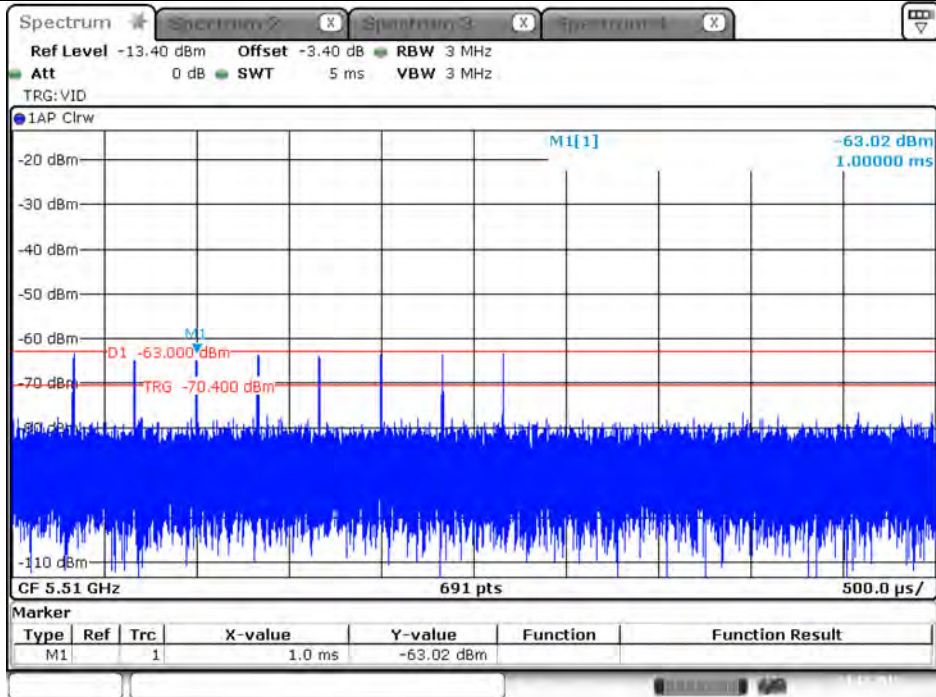 Spectrum Spectrum 2 X Spectrum 3 X Spectrum 4 X
Ref Level -13.40 dBm Offset -3.40 dB RBW 3 MHz
Att 0 dB SWT 5 ms VBW 3 MHz
TRG:VID
1AP Clrw
M1[1] -63.02 dBm
1.00000 ms
-20 dBm
-30 dBm
-40 dBm
-50 dBm
-60 dBm
M1
D1 -63.000 dBm
-70 dBm
TRG -70.400 dBm
-80 dBm
-110 dBm
CF 5.51 GHz 691 pts 500.0 µs/
Marker
Type Ref Trc X-value Y-value Function Function Result
M1 1 1.0 ms -63.02 dBm